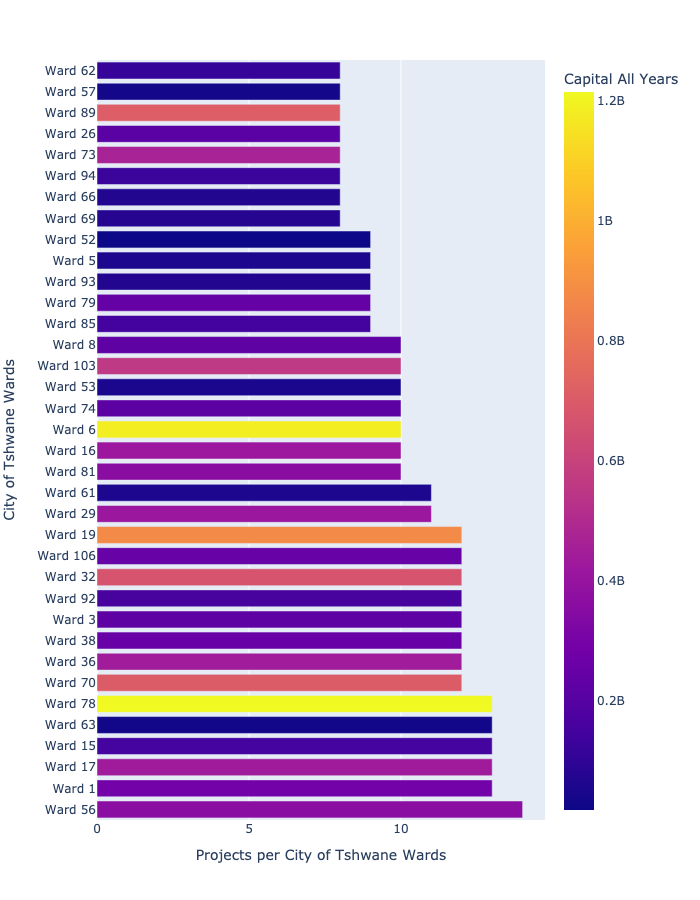 Capital All Years
Ward 62
Ward 57
Ward 89
Ward 26
Ward 73
Ward 94
Ward 66
Ward 69
Ward 52
Ward 5
Ward 93
Ward 79
Ward 85
Ward 8
Ward 103
Ward 53
Ward 74
Ward 6
Ward 16
Ward 81
Ward 61
Ward 29
Ward 19
Ward 106
Ward 32
Ward 92
Ward 3
Ward 38
Ward 36
Ward 70
Ward 78
Ward 63
Ward 15
Ward 17
Ward 1
Ward 56
City of Tshwane Wards
0 5 10
Projects per City of Tshwane Wards
1.2B
1B
0.8B
0.6B
0.4B
0.2B